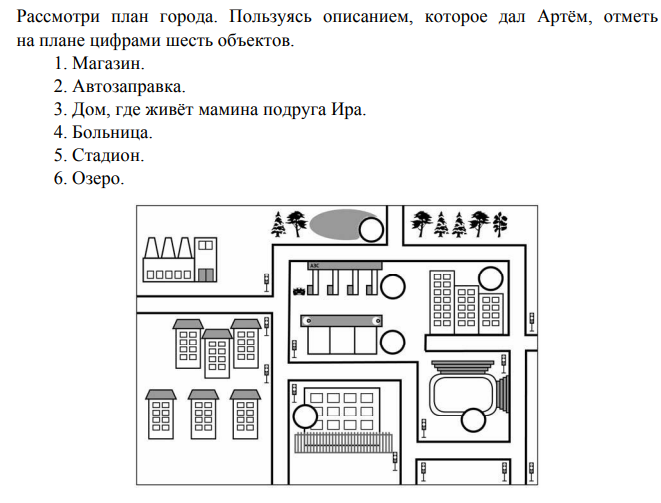 Рассмотри план города. Пользуясь описанием, которое дал Артём, отметь
на плане цифрами шесть объектов.
1. Магазин.
2. Автозаправка.
3. Дом, где живёт мамина подруга Ира.
4. Больница.
5. Стадион.
6. Озеро.
АЗС